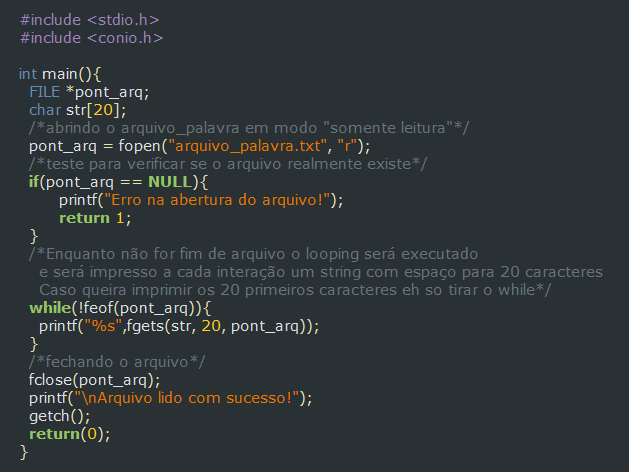 #include <stdio.h>
#include <conio.h>
int main(){
FILE *pont_arq;
char str[20];
/*abrindo o arquivo_palavra em modo "somente leitura"*/
pont_arq = fopen("arquivo_palavra.txt", "r");
/*teste para verificar se o arquivo realmente existe*/
if(pont_arq == NULL){
printf("Erro na abertura do arquivo!");
return 1;
}
/*Enquanto não for fim de arquivo o looping será executado
e será impresso a cada interação um string com espaço para 20 caracteres
Caso queira imprimir os 20 primeiros caracteres eh so tirar o while*/
while(!feof(pont_arq)){
printf("%s",fgets(str, 20, pont_arq));
}
/*fechando o arquivo*/
fclose(pont_arq);
printf("\nArquivo lido com sucesso!");
getch();
return(0);
}